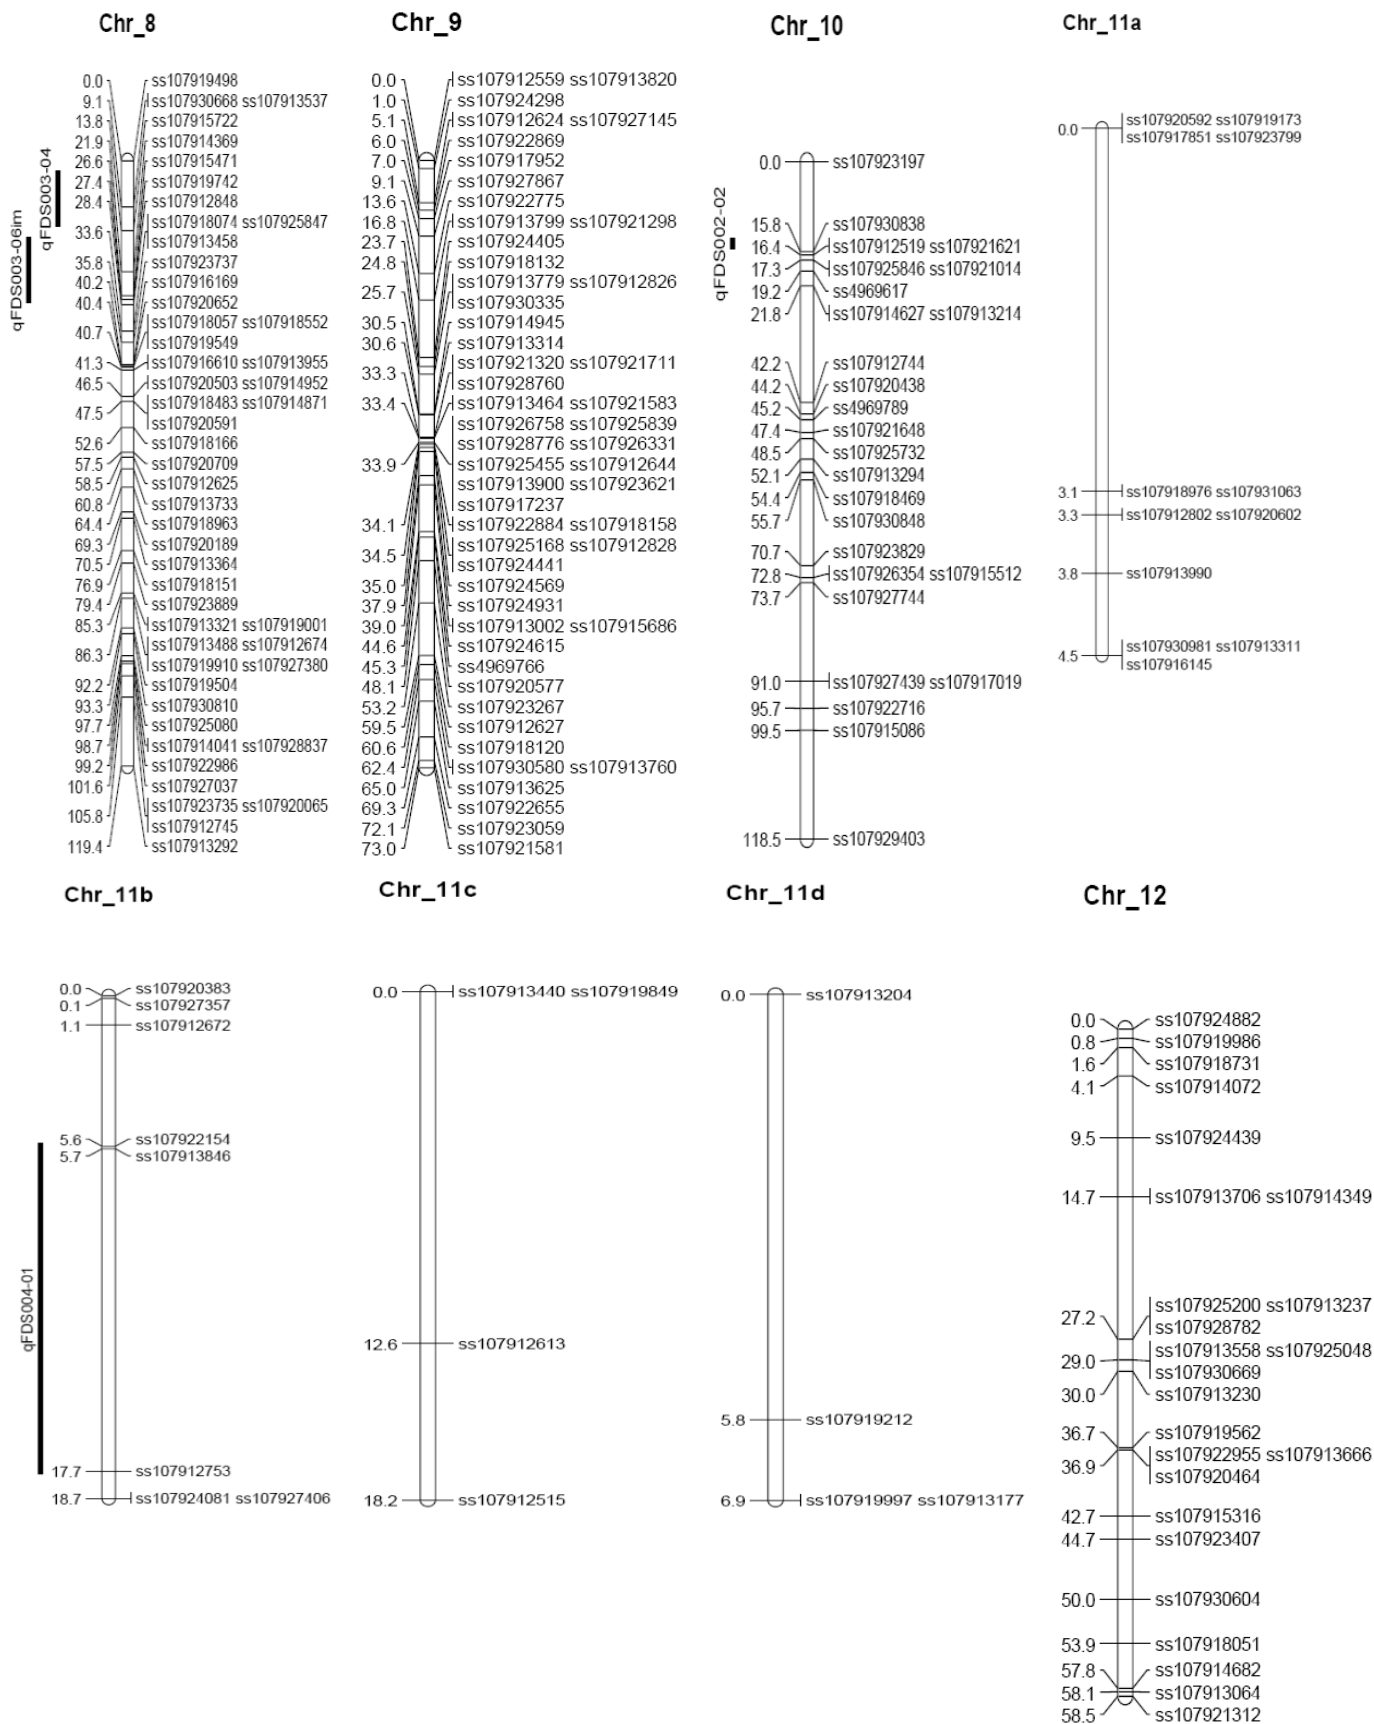 Chr_8
qFDS003-04
qFDS003-06im
0.0 ss107919498
9.1 ss107930668 ss107913537
13.8 ss107915722
21.9 ss107914369
26.6 ss107915471
27.4 ss107919742
28.4 ss107912848
33.6 ss107918074 ss107925847
ss107913458
35.8 ss107923737
40.2 ss107916169
40.4 ss107920652
40.7 ss107918057 ss107918552
ss107919549
41.3 ss107916610 ss107913955
46.5 ss107920503 ss107914952
47.5 ss107918483 ss107914871
ss107920591
52.6 ss107918166
57.5 ss107920709
58.5 ss107912625
60.8 ss107913733
64.4 ss107918963
69.3 ss107920189
70.5 ss107913364
76.9 ss107918151
79.4 ss107923889
85.3 ss107913321 ss107919001
86.3 ss107913488 ss107912674
ss107919910 ss107927380
92.2 ss107919504
93.3 ss107930810
97.7 ss107925080
98.7 ss107914041 ss107928837
99.2 ss107922986
101.6 ss107927037
105.8 ss107923735 ss107920065
ss107912745
119.4 ss107913292
Chr_9
0.0 ss107912559 ss107913820
1.0 ss107924298
5.1 ss107912624 ss107927145
6.0 ss107922869
7.0 ss107917952
9.1 ss107927867
13.6 ss107922775
16.8 ss107913799 ss107921298
23.7 ss107924405
24.8 ss107918132
25.7 ss107913779 ss107912826
ss107930335
30.5 ss107914945
30.6 ss107913314
33.3 ss107921320 ss107921711
ss107928760
33.4 ss107913464 ss107921583
33.9 ss107926758 ss107925839
ss107928776 ss107926331
ss107925455 ss107912644
ss107913900 ss107923621
ss107917237
34.1 ss107922884 ss107918158
34.5 ss107925168 ss107912828
ss107924441
35.0 ss107924569
37.9 ss107924931
39.0 ss107913002 ss107915686
44.6 ss107924615
45.3 ss4969766
48.1 ss107920577
53.2 ss107923267
59.5 ss107912627
60.6 ss107918120
62.4 ss107930580 ss107913760
65.0 ss107913625
69.3 ss107922655
72.1 ss107923059
73.0 ss107921581
Chr_10
qFDS002-02
0.0 ss107923197
15.8 ss107930838
16.4 ss107912519 ss107921621
17.3 ss107925846 ss107921014
19.2 ss4969617
21.8 ss107914627 ss107913214
42.2 ss107912744
44.2 ss107920438
45.2 ss4969789
47.4 ss107921648
48.5 ss107925732
52.1 ss107913294
54.4 ss107918469
55.7 ss107930848
70.7 ss107923829
72.8 ss107926354 ss107915512
73.7 ss107927744
91.0 ss107927439 ss107917019
95.7 ss107922716
99.5 ss107915086
118.5 ss107929403
Chr_11a
0.0 ss107920592 ss107919173
ss107917851 ss107923799
3.1 ss107918976 ss107931063
3.3 ss107912802 ss107920602
3.8 ss107913990
4.5 ss107930981 ss107913311
ss107916145
Chr_11b
qFDS004-01
0.0 ss107920383
0.1 ss107927357
1.1 ss107912672
5.6 ss107922154
5.7 ss107913846
17.7 ss107912753
18.7 ss107924081 ss107927406
Chr_11c
0.0 ss107913440 ss107919849
12.6 ss107912613
18.2 ss107912515
Chr_11d
0.0 ss107913204
5.8 ss107919212
6.9 ss107919997 ss107913177
Chr_12
0.0 ss107924882
0.8 ss107919986
1.6 ss107918731
4.1 ss107914072
9.5 ss107924439
14.7 ss107913706 ss107914349
27.2 ss107925200 ss107913237
ss107928782
29.0 ss107913558 ss107925048
ss107930669
30.0 ss107913230
36.7 ss107919562
36.9 ss107922955 ss107913666
ss107920464
42.7 ss107915316
44.7 ss107923407
50.0 ss107930604
53.9 ss107918051
57.8 ss107914682
58.1 ss107913064
58.5 ss107921312